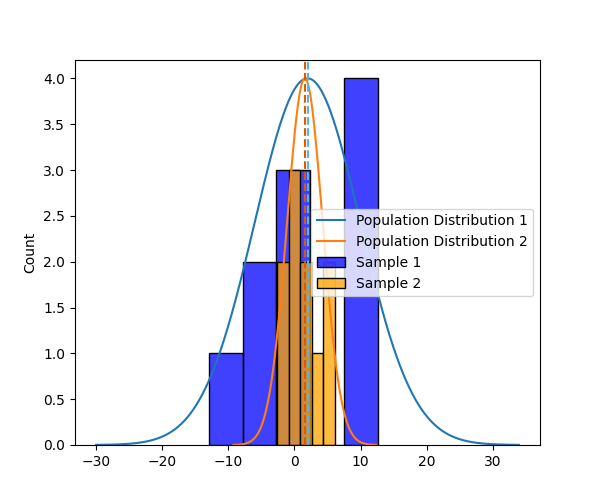 4.0
3.5
3.0
2.5
2.0
1.5
1.0
0.5
0.0
Count
Population Distribution 1
Population Distribution 2
Sample 1
Sample 2
−30 −20 −10 0 10 20 30